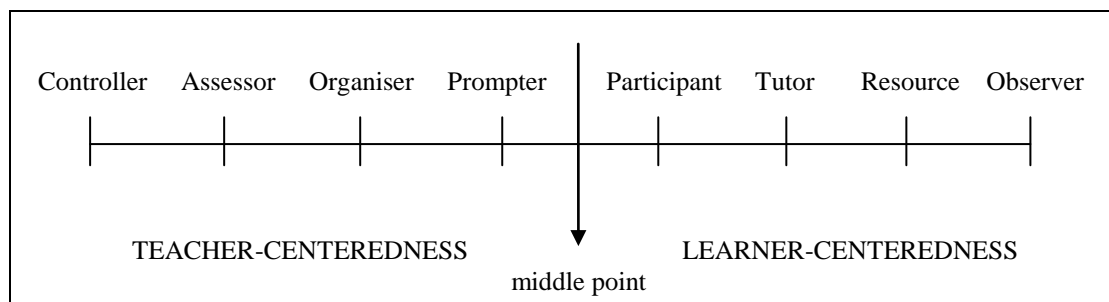 Controller Assessor Organiser Prompter Participant Tutor Resource Observer
TEACHER-CENTEREDNESS LEARNER-CENTEREDNESS
middle point